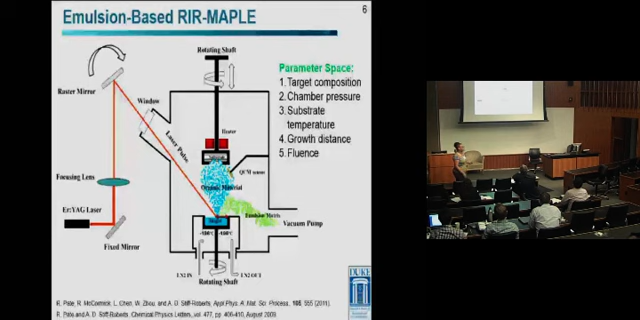 Emulsion-Based RIR-MAPLE
6
Rotating Shaft
Parameter Space:
1. Target composition
2. Chamber pressure
3. Substrate
temperature
4. Growth distance
5. Fluence
Raster Mirror
Window
Laser Pulse
Heater
QCM sensor
Organic Material
Focusing Lens
Emulsion Matrix
Er:YAG Laser
Vacuum Pump
Fixed Mirror
LN2 IN
LN2 OUT
Rotating Shaft
DUKE
R. Pate, R. McCormick, L. Chen, W. Zhou, and A. D. Stiff-Roberts, Appl. Phys. A: Mat. Sci. Process., 105, 555 (2011).
R. Pate and A. D. Stiff-Roberts, Chemical Physics Letters, vol. 477, pp. 406-410, August 2009